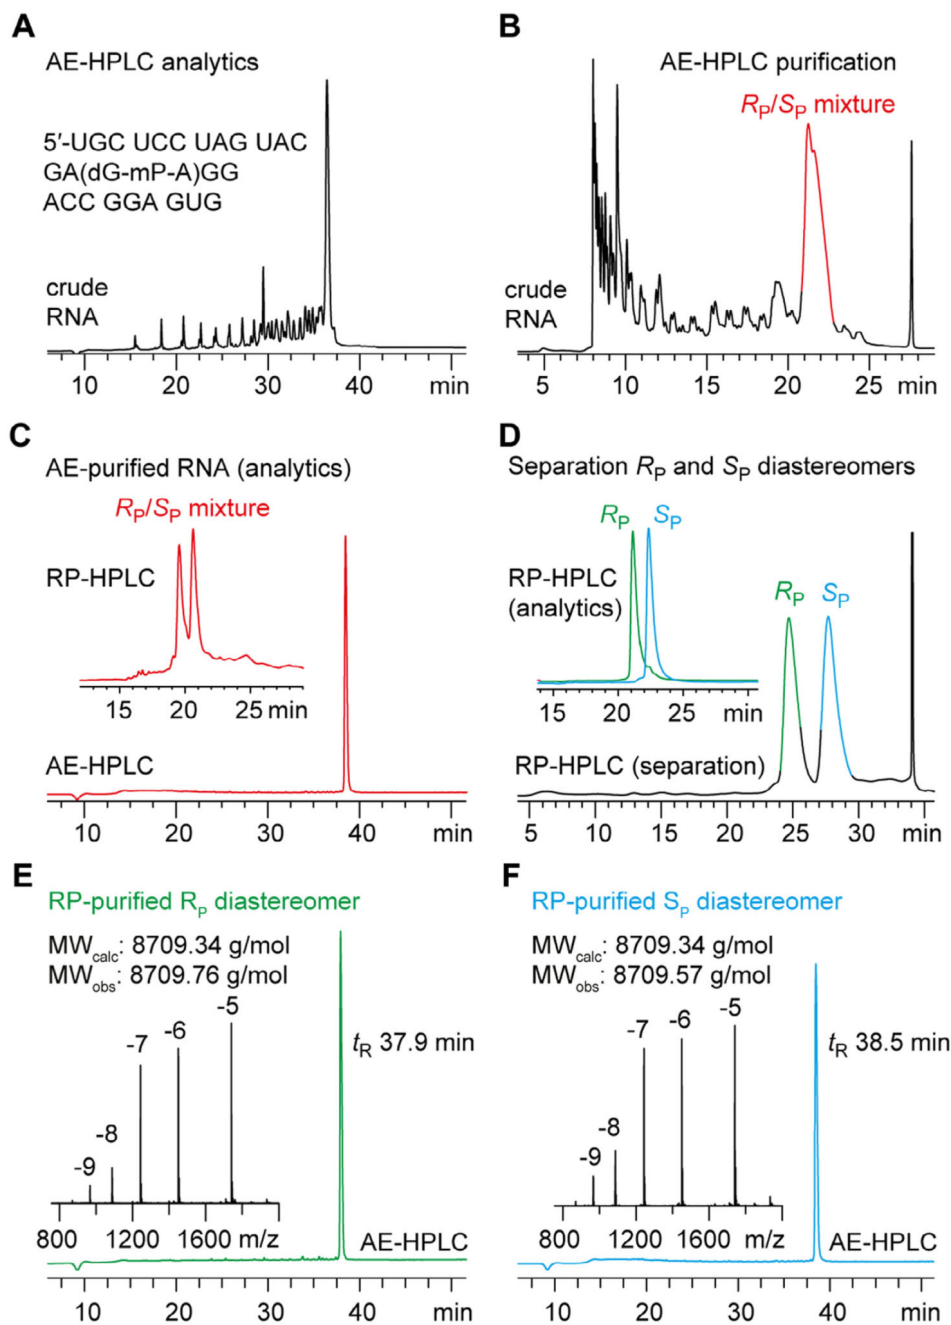 A
AE-HPLC analytics
5′-UGC UCC UAG UAC
GA(dG-mP-A)GG
ACC GGA GUG
crude
RNA
10 20 30 40 min
B
AE-HPLC purification
RP/SP mixture
crude
RNA
5 10 15 20 25 min
C
AE-purified RNA (analytics)
RP/SP mixture
RP-HPLC
15 20 25 min
AE-HPLC
10 20 30 40 min
D
Separation RP and SP diastereomers
RP SP
RP-HPLC
(analytics)
15 20 25 min
RP SP
RP-HPLC (separation)
5 10 15 20 25 30 min
E
RP-purified RP diastereomer
MWcalc: 8709.34 g/mol
MWobs: 8709.76 g/mol
-9 -8 -7 -6 -5
tR 37.9 min
800 1200 1600 m/z
AE-HPLC
10 20 30 40 min
F
RP-purified SP diastereomer
MWcalc: 8709.34 g/mol
MWobs: 8709.57 g/mol
-9 -8 -7 -6 -5
tR 38.5 min
800 1200 1600 m/z
AE-HPLC
10 20 30 40 min